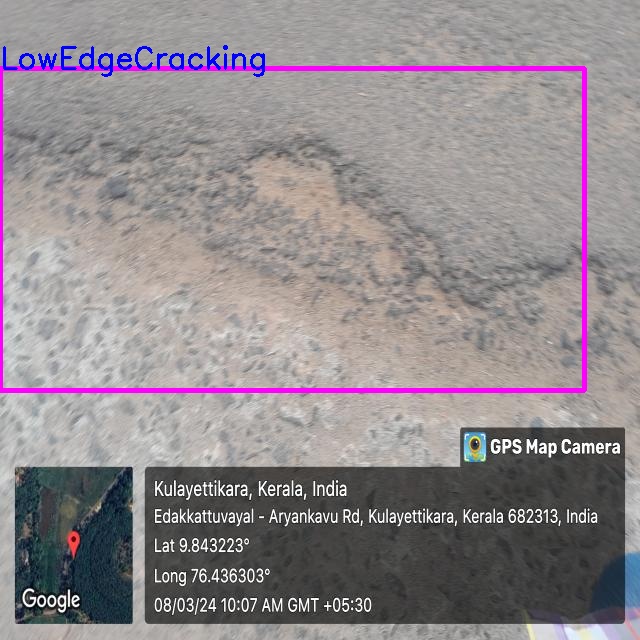 LowEdgeCracking
GPS Map Camera
Kulayettikara, Kerala, India
Edakkattuvayal - Aryankavu Rd, Kulayettikara, Kerala 682313, India
Lat 9.843223°
Long 76.436303°
08/03/24 10:07 AM GMT +05:30
Google